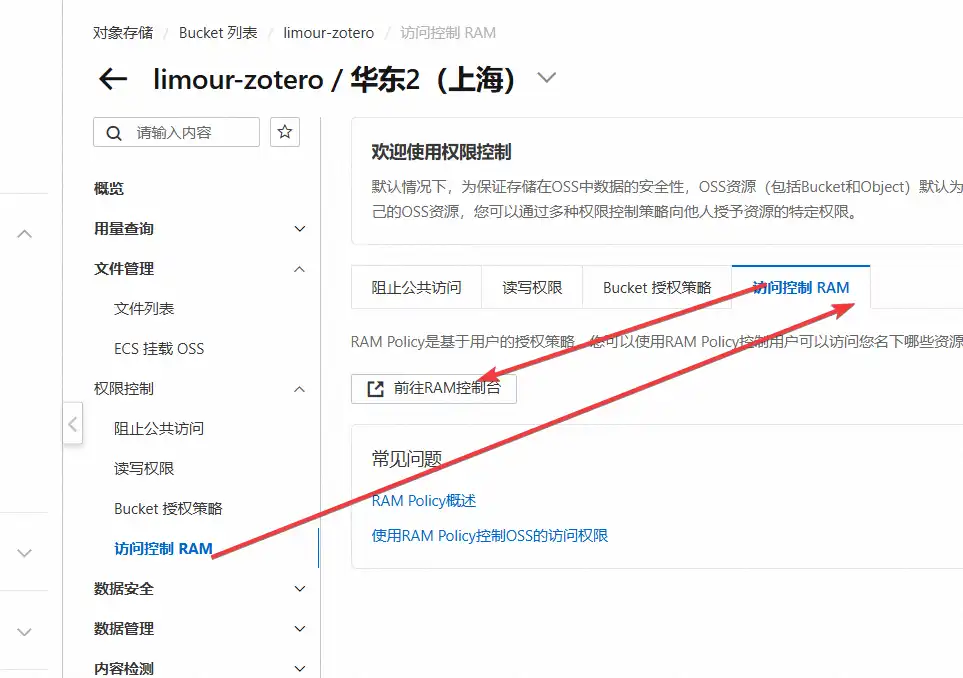 对象存储 / Bucket 列表 / limour-zotero / 访问控制 RAM
limour-zotero / 华东2（上海）
请输入内容
概览
用量查询
文件管理
文件列表
ECS 挂载 OSS
权限控制
阻止公共访问
读写权限
Bucket 授权策略
访问控制 RAM
数据安全
数据管理
内容检测
欢迎使用权限控制
默认情况下，为保证存储在OSS中数据的安全性，OSS资源（包括Bucket和Object）默认为
己的OSS资源，您可以通过多种权限控制策略向他人授予资源的特定权限。
阻止公共访问 读写权限 Bucket 授权策略 访问控制 RAM
RAM Policy是基于用户的授权策略，您可以使用RAM Policy控制用户可以访问您名下哪些资源
前往RAM控制台
常见问题
RAM Policy概述
使用RAM Policy控制OSS的访问权限